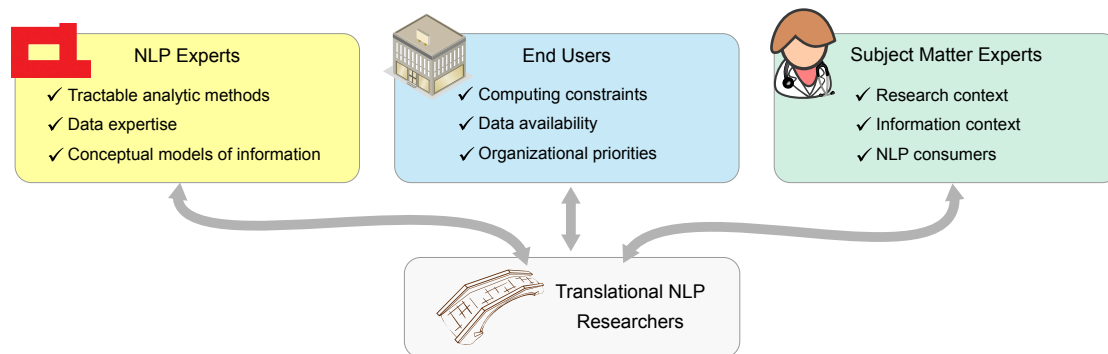 NLP Experts
✓ Tractable analytic methods
✓ Data expertise
✓ Conceptual models of information
End Users
✓ Computing constraints
✓ Data availability
✓ Organizational priorities
Subject Matter Experts
✓ Research context
✓ Information context
✓ NLP consumers
Translational NLP
Researchers